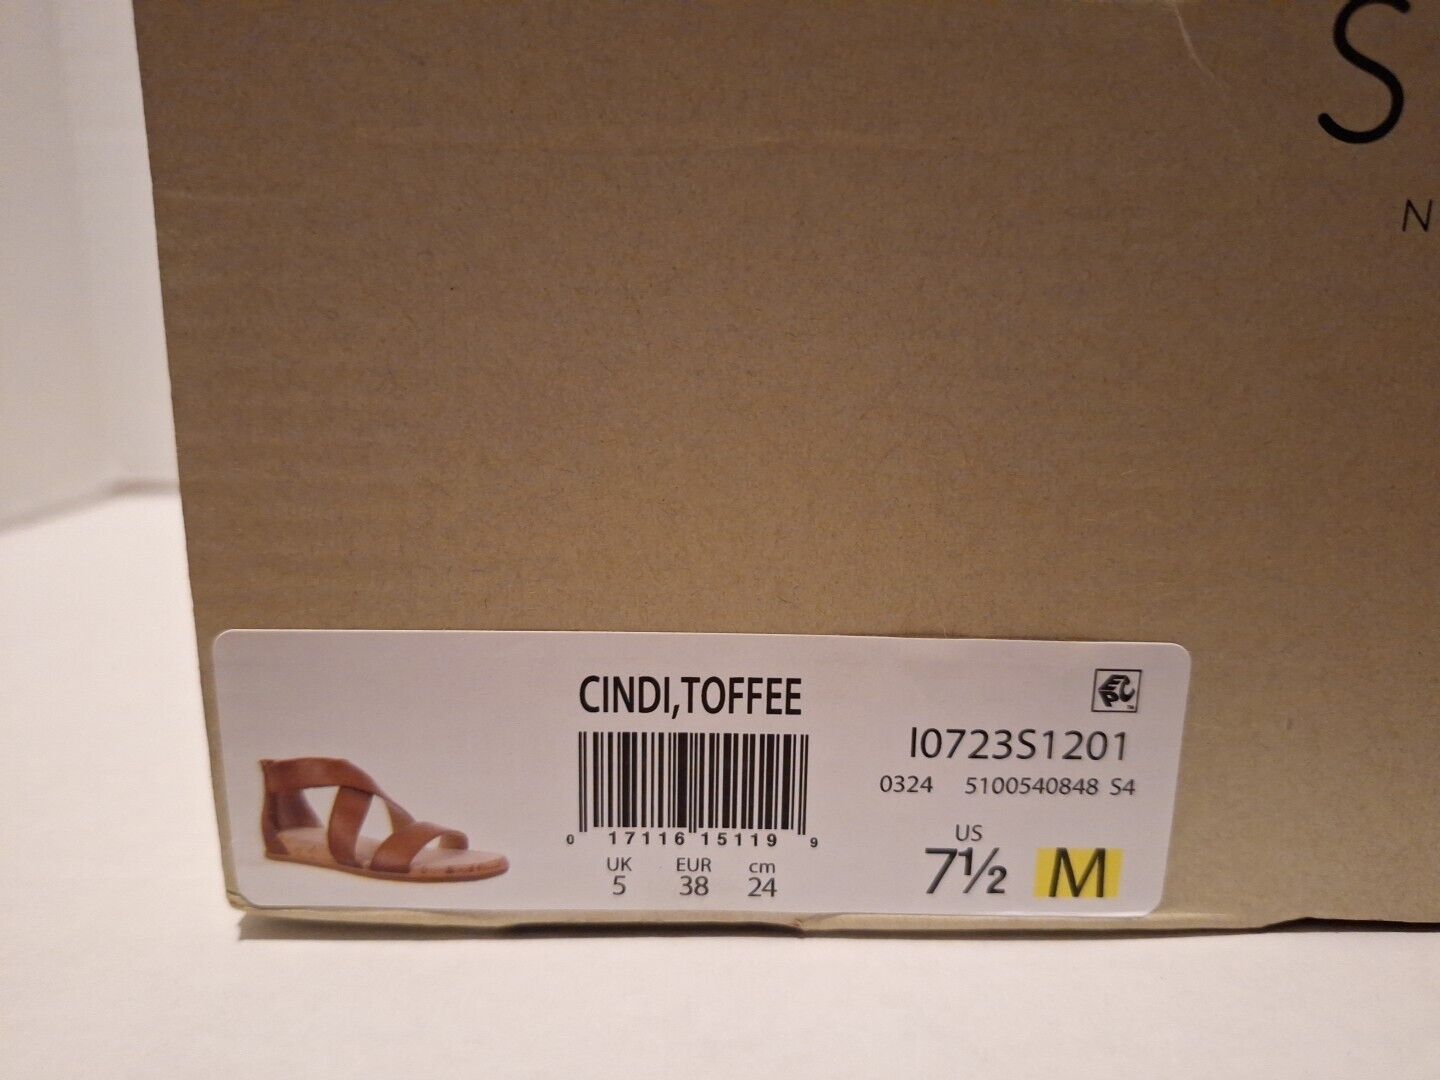 S
N
CINDI,TOFFEE
EPC™
I0723S1201
0324 5100540848 S4
0 17116 15119 9
UK EUR cm
5 38 24
US
7½ M